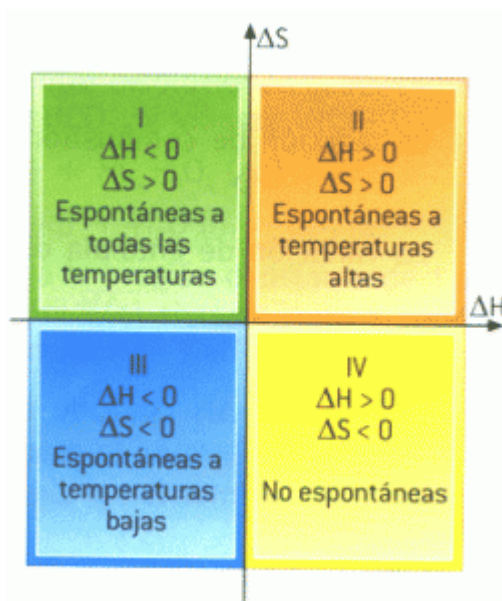 ΔS
I
ΔH < 0
ΔS > 0
Espontáneas a
todas las
temperaturas
II
ΔH > 0
ΔS > 0
Espontáneas a
temperaturas
altas
ΔH
III
ΔH < 0
ΔS < 0
Espontáneas a
temperaturas
bajas
IV
ΔH > 0
ΔS < 0
No espontáneas